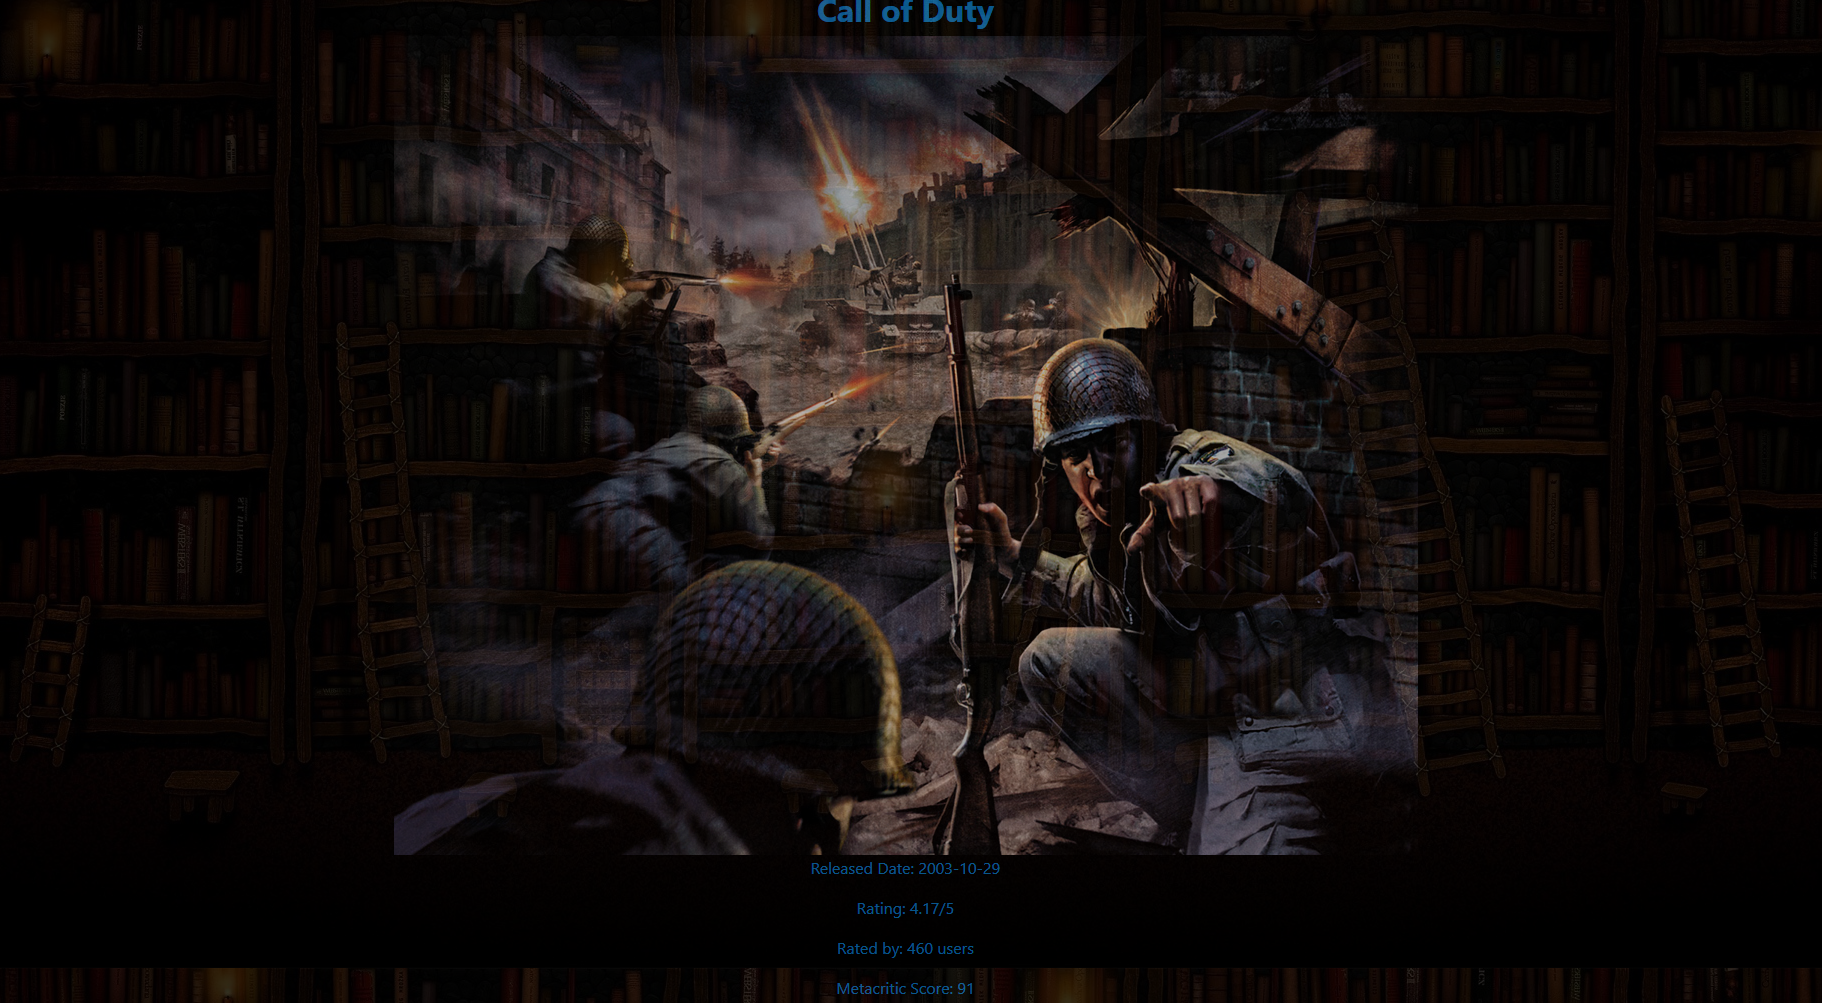 Call of Duty
Released Date: 2003-10-29
Rating: 4.17/5
Rated by: 460 users
Metacritic Score: 91